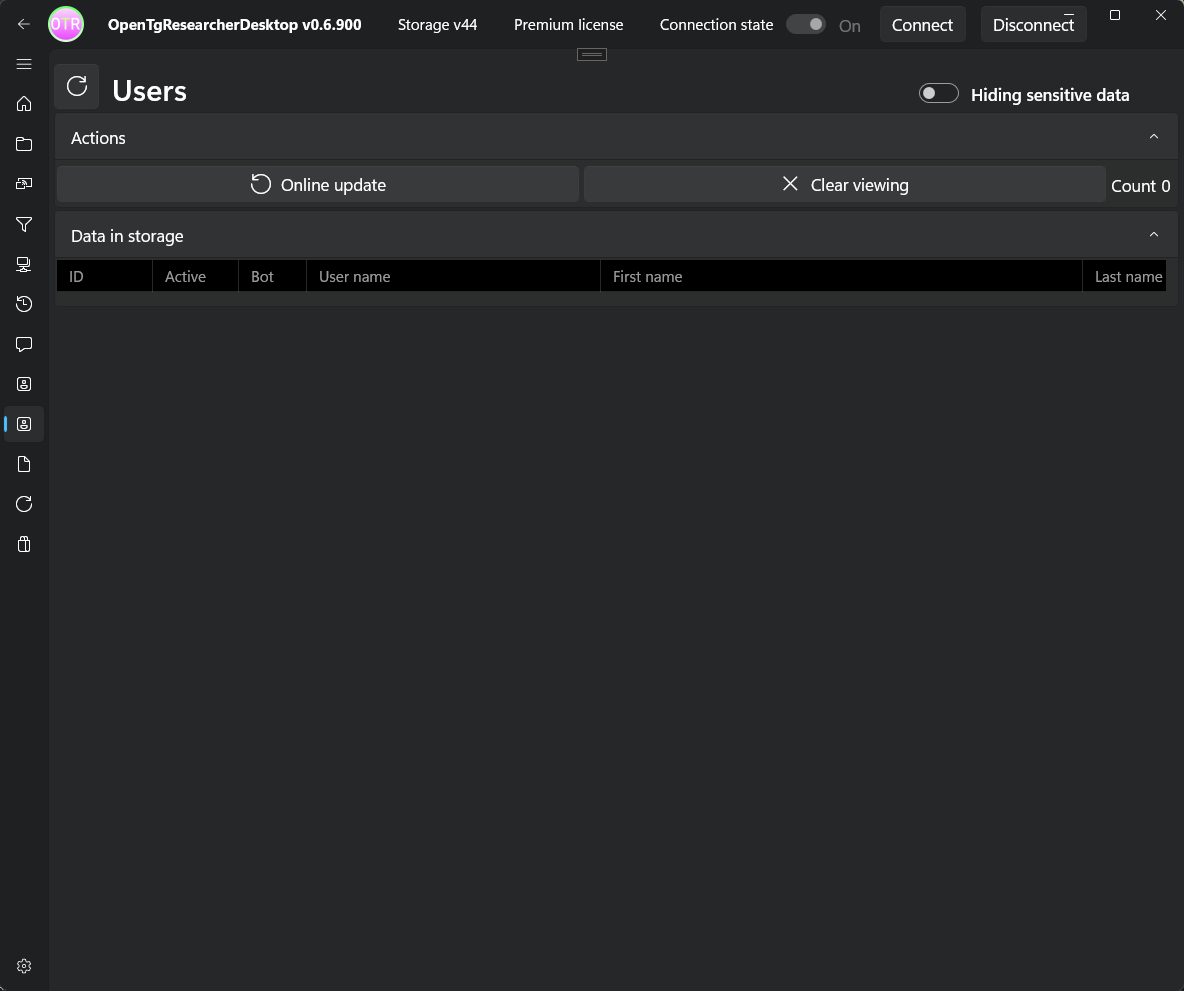 OTR OpenTgResearcherDesktop v0.6.900 Storage v44 Premium license Connection state On Connect Disconnect
Users Hiding sensitive data
Actions
Online update Clear viewing Count 0
Data in storage
ID Active Bot User name First name Last name